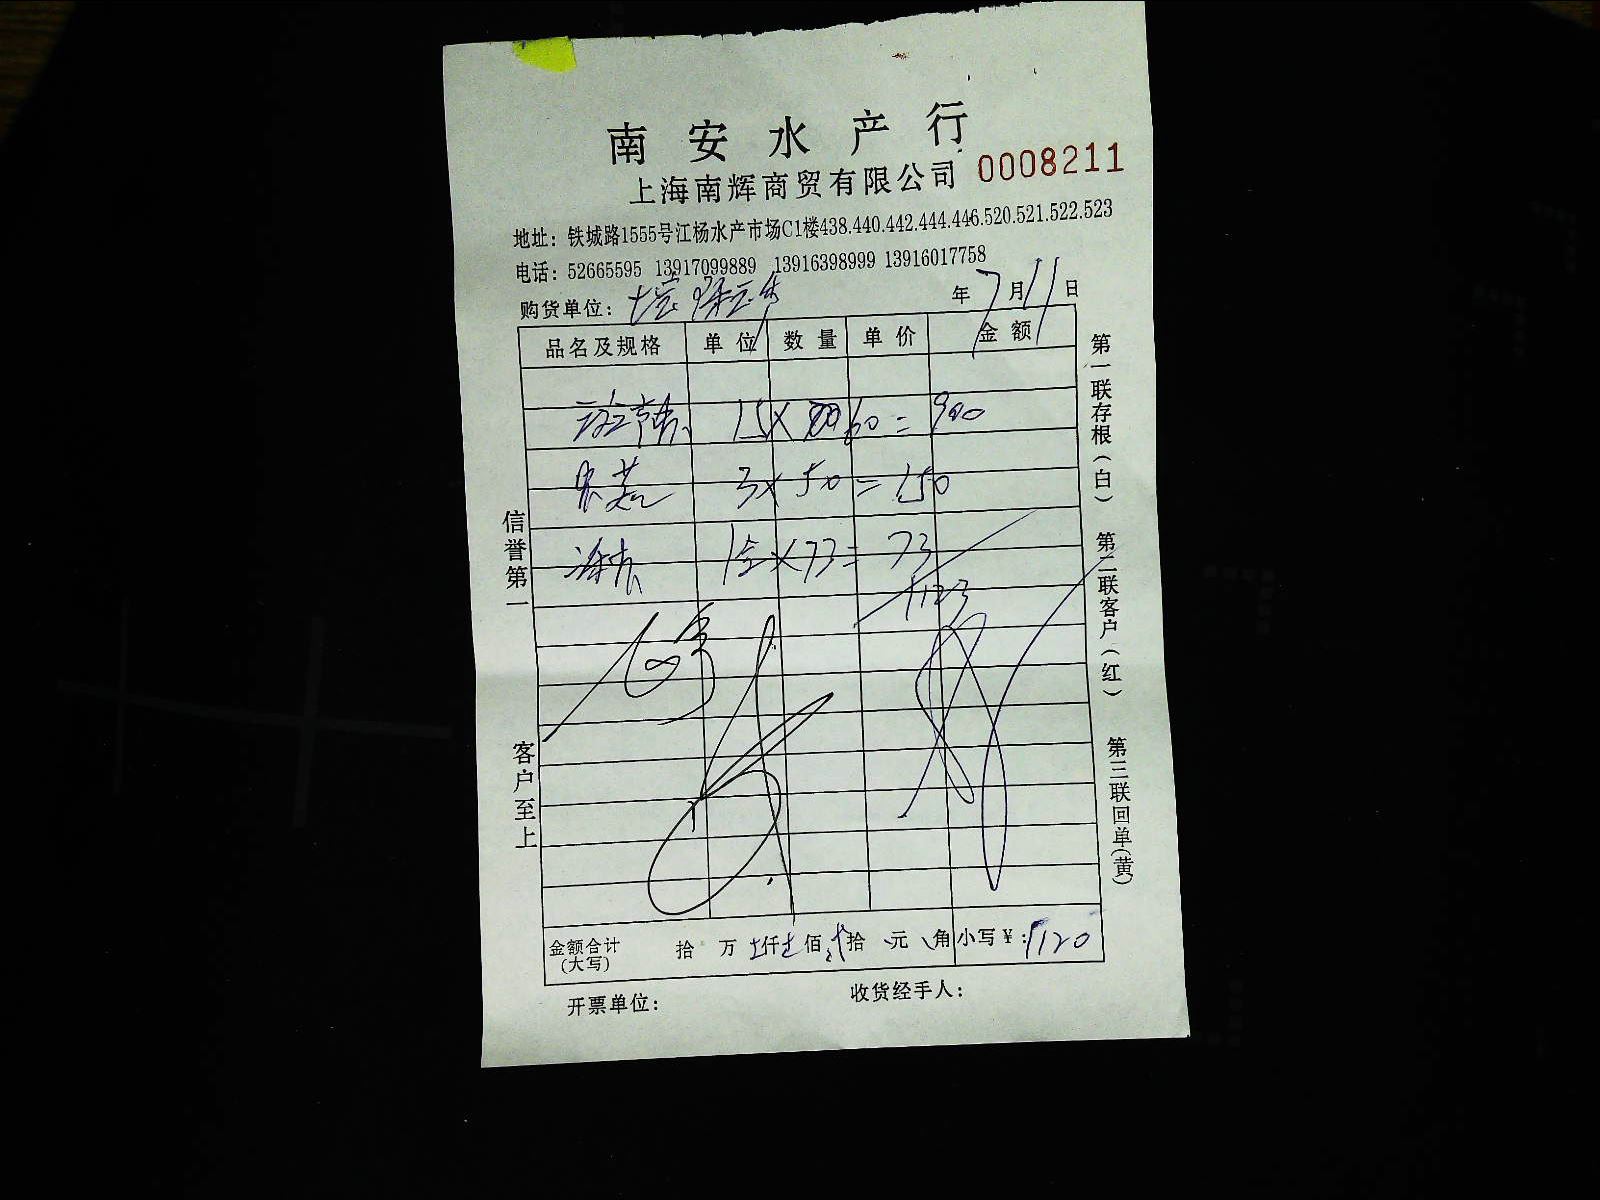 南安水产行
上海南辉商贸有限公司 0008211
地址：铁城路1555号江杨水产市场C1楼438.440.442.444.446.520.521.522.523
电话：52665595 13917099889 13916398999 13916017758
购货单位： 年 7月11日
品名及规格 单位 数量 单价 金额
15× 60=900
3×50=150
×73=73
1123
金额合计(大写) 拾 万 仟 佰 拾 元 角 小写￥：1120
开票单位： 收货经手人：
信誉第一 客户至上
第一联存根(白) 第二联客户(红) 第三联回单(黄)